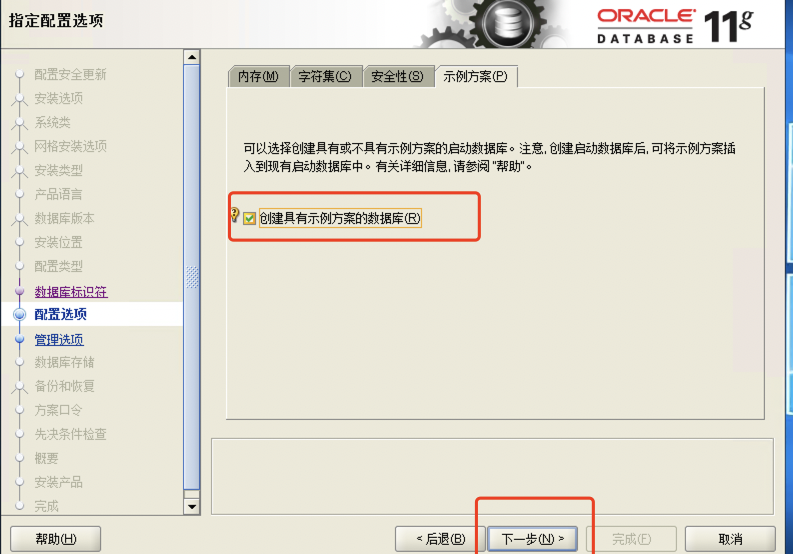 指定配置选项
ORACLE
DATABASE 11g
配置安全更新
安装选项
系统类
网格安装选项
安装类型
产品语言
数据库版本
安装位置
配置类型
数据库标识符
配置选项
管理选项
数据库存储
备份和恢复
方案口令
先决条件检查
概要
安装产品
完成
内存(M) 字符集(C) 安全性(S) 示例方案(P)
可以选择创建具有或不具有示例方案的启动数据库。注意, 创建启动数据库后, 可将示例方案插
入到现有启动数据库中。有关详细信息, 请参阅 "帮助"。
创建具有示例方案的数据库(R)
帮助(H) < 后退(B) 下一步(N) > 完成(F) 取消